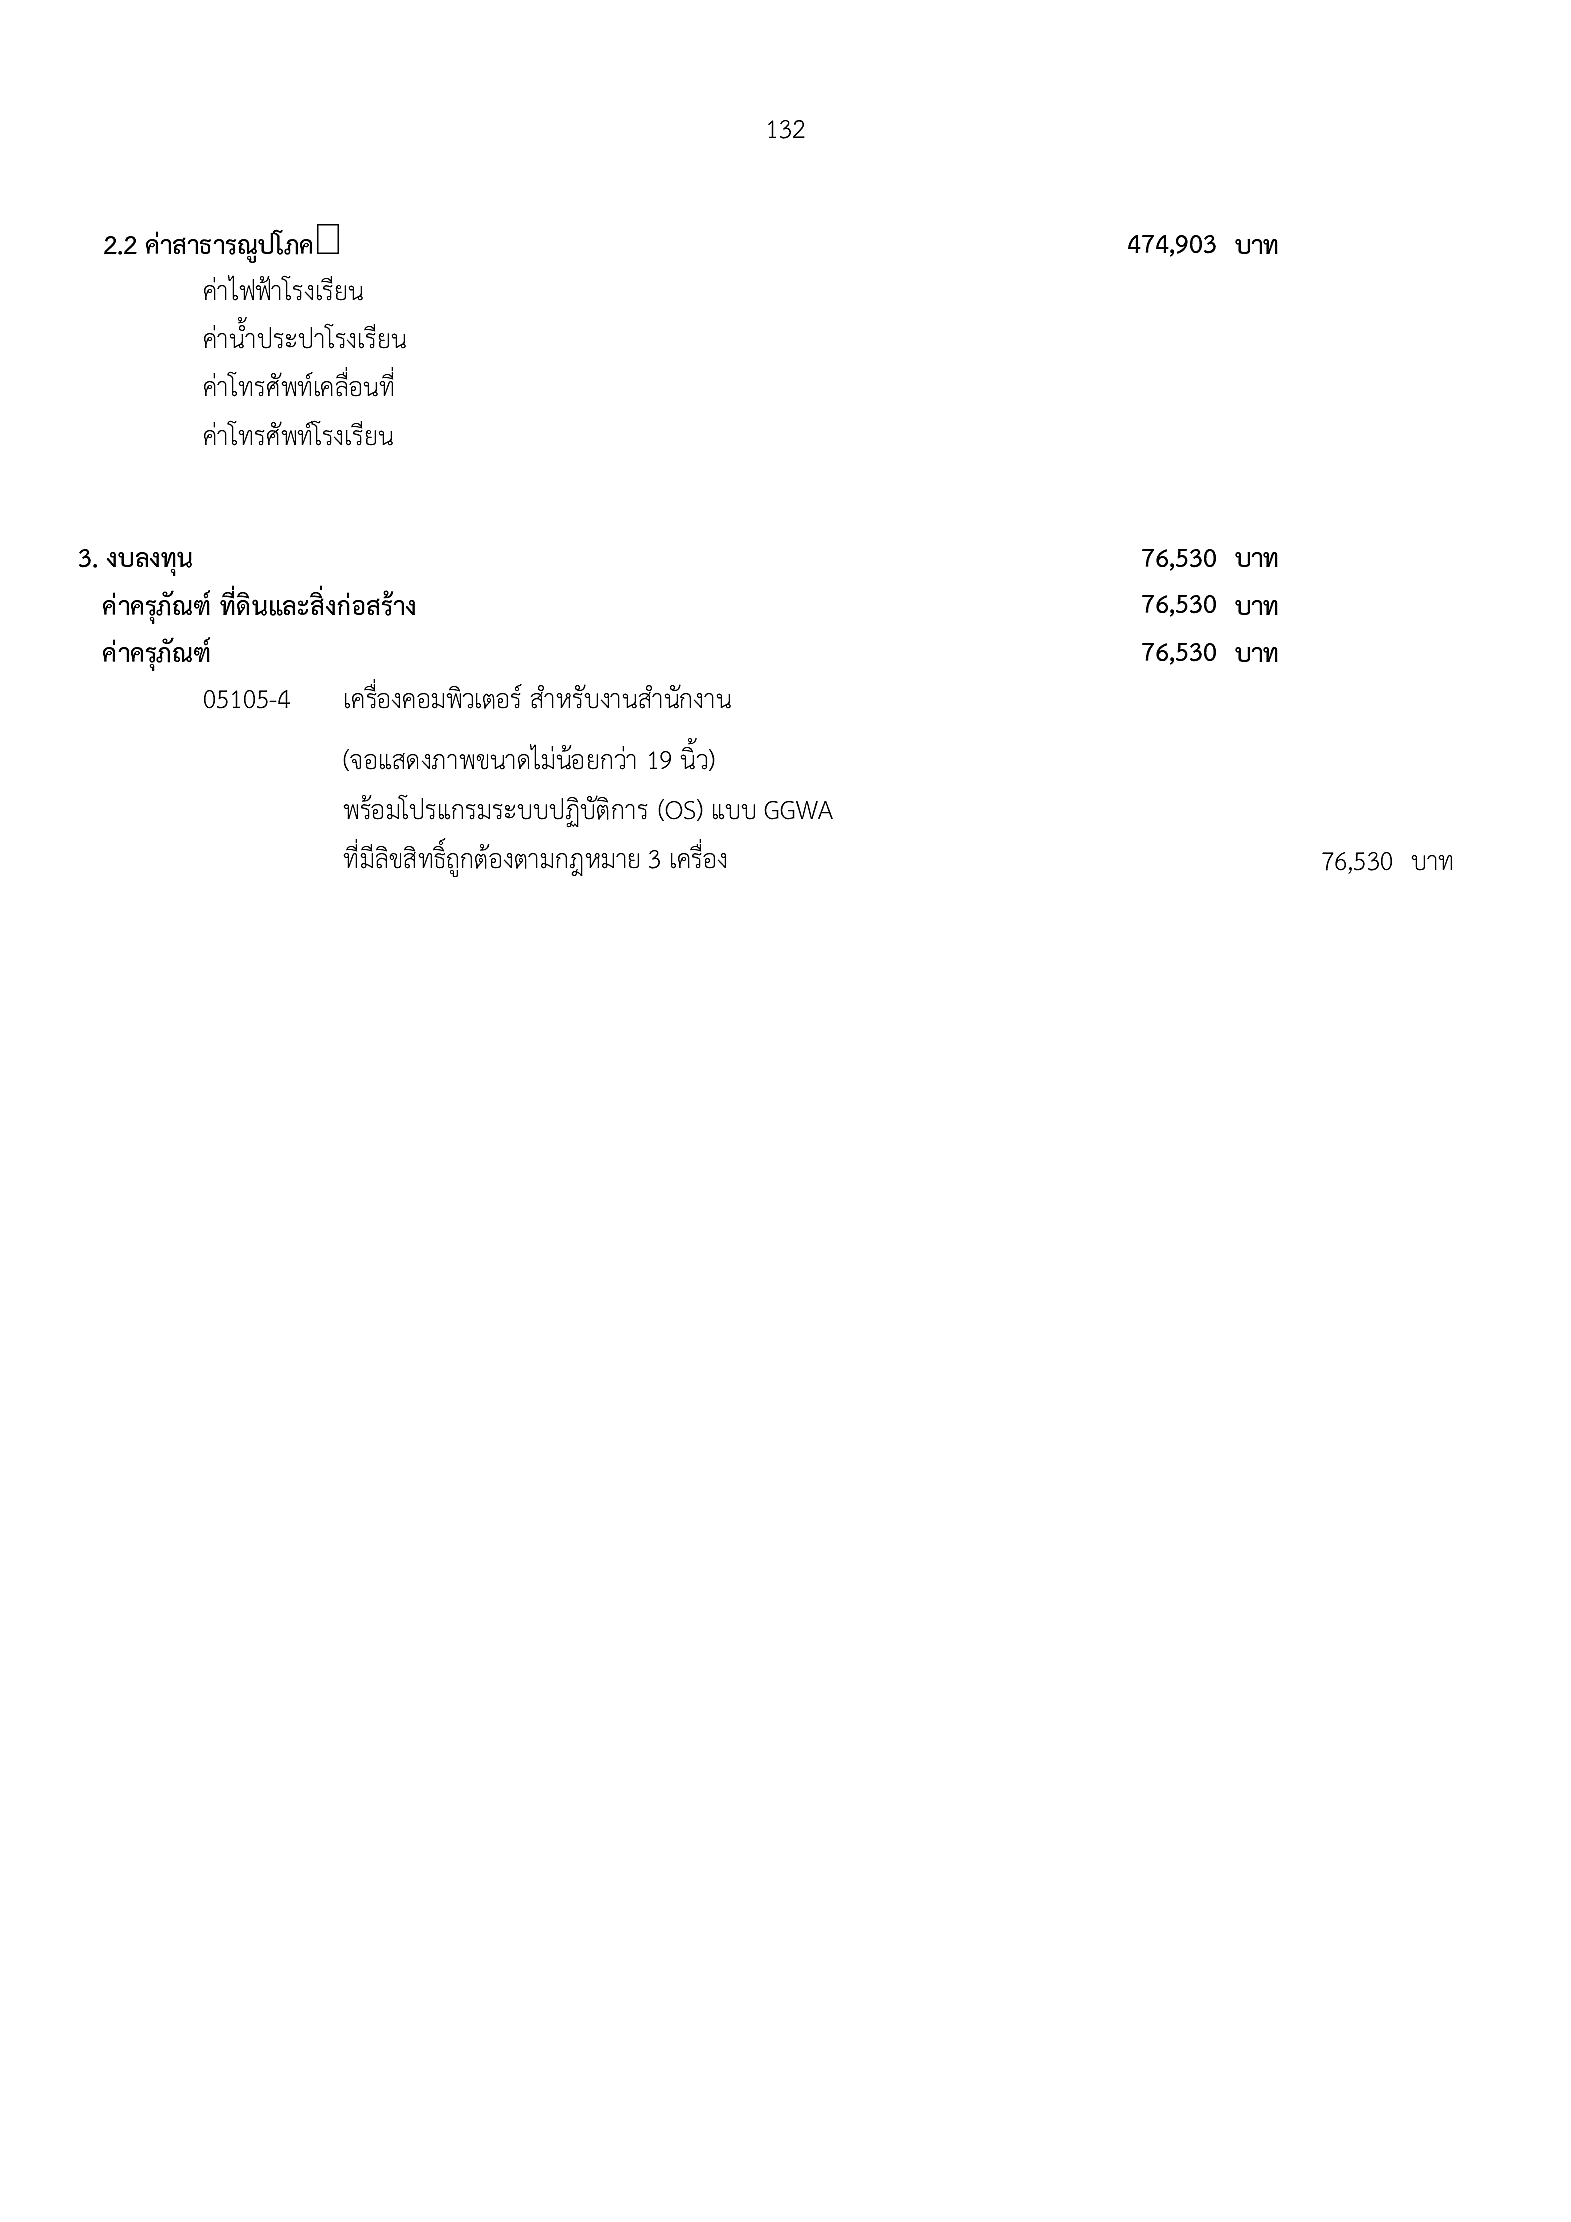 132
2.2 ค่าสาธารณูปโภค 474,903 บาท
ค่าไฟฟ้าโรงเรียน
ค่าน้ำประปาโรงเรียน
ค่าโทรศัพท์เคลื่อนที่
ค่าโทรศัพท์โรงเรียน
3. งบลงทุน 76,530 บาท
ค่าครุภัณฑ์ ที่ดินและสิ่งก่อสร้าง 76,530 บาท
ค่าครุภัณฑ์ 76,530 บาท
05105-4 เครื่องคอมพิวเตอร์ สำหรับงานสำนักงาน
(จอแสดงภาพขนาดไม่น้อยกว่า 19 นิ้ว)
พร้อมโปรแกรมระบบปฏิบัติการ (OS) แบบ GGWA
ที่มีลิขสิทธิ์ถูกต้องตามกฎหมาย 3 เครื่อง 76,530 บาท